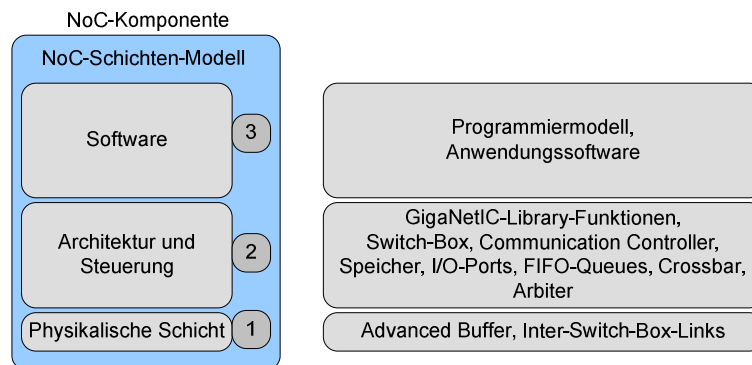 NoC-Komponente
NoC-Schichten-Modell
Software
3
Programmiermodell,
Anwendungssoftware
Architektur und
Steuerung
2
GigaNetIC-Library-Funktionen,
Switch-Box, Communication Controller,
Speicher, I/O-Ports, FIFO-Queues, Crossbar,
Arbiter
Physikalische Schicht
1
Advanced Buffer, Inter-Switch-Box-Links